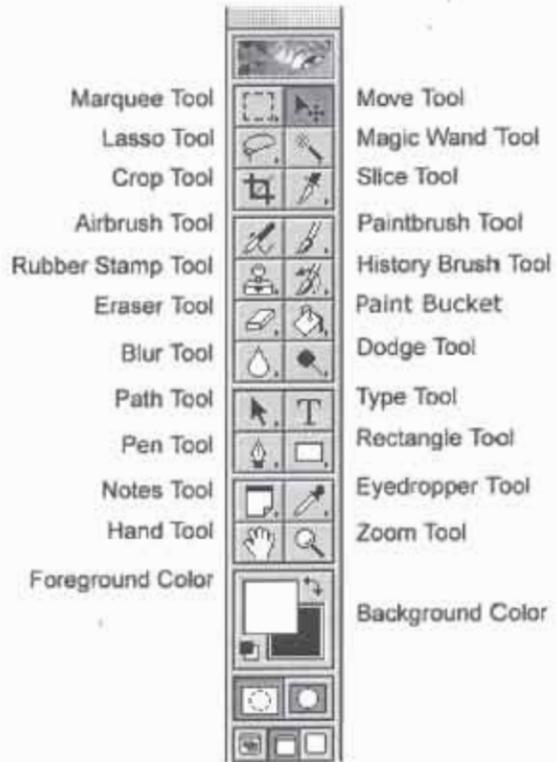 Marquee Tool Move Tool
Lasso Tool Magic Wand Tool
Crop Tool Slice Tool
Airbrush Tool Paintbrush Tool
Rubber Stamp Tool History Brush Tool
Eraser Tool Paint Bucket
Blur Tool Dodge Tool
Path Tool T Type Tool
Pen Tool Rectangle Tool
Notes Tool Eyedropper Tool
Hand Tool Zoom Tool
Foreground Color
Background Color